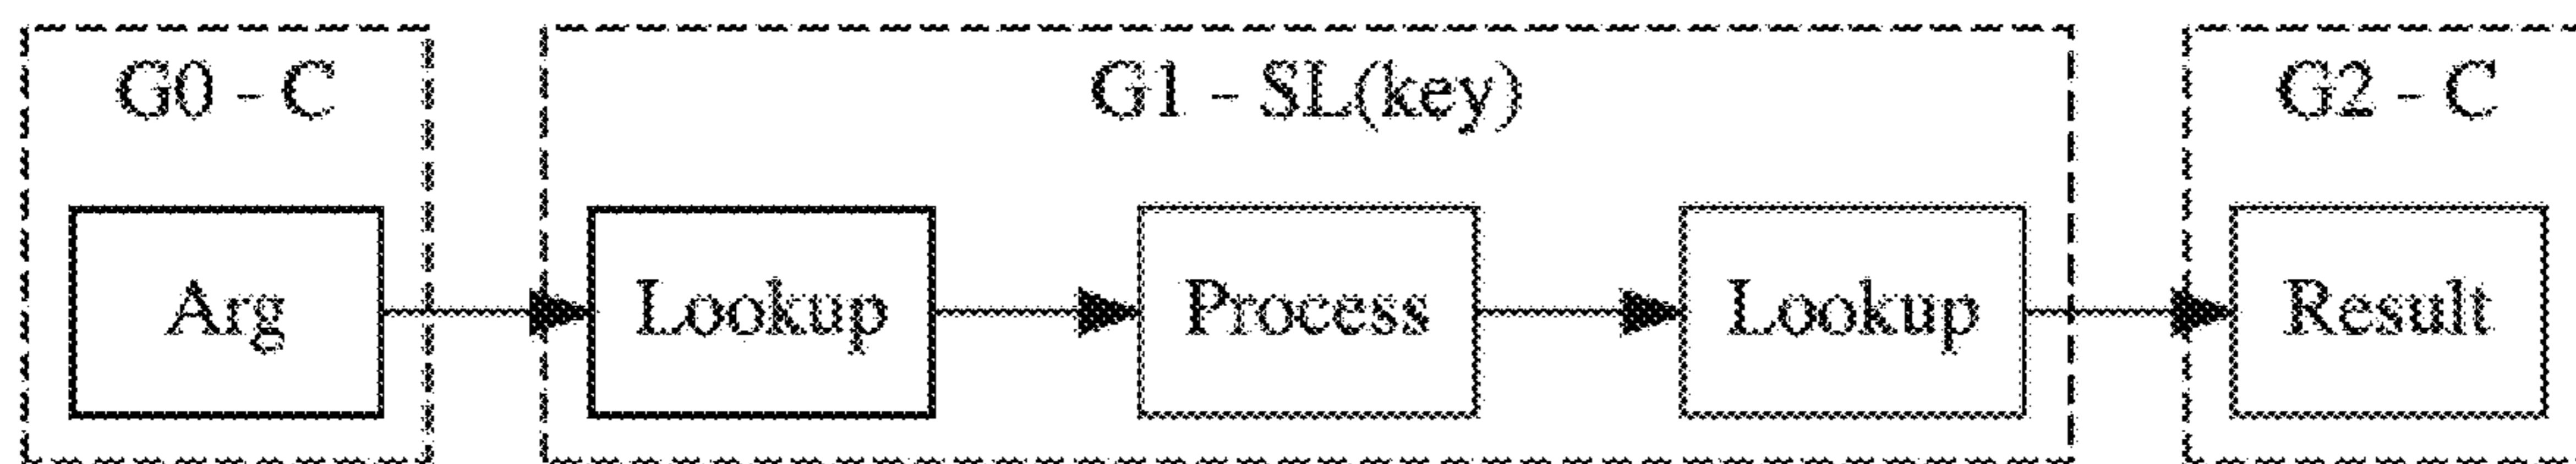 G0 - C
G1 - SL(key)
G2 - C
Arg
Lookup
Process
Lookup
Result